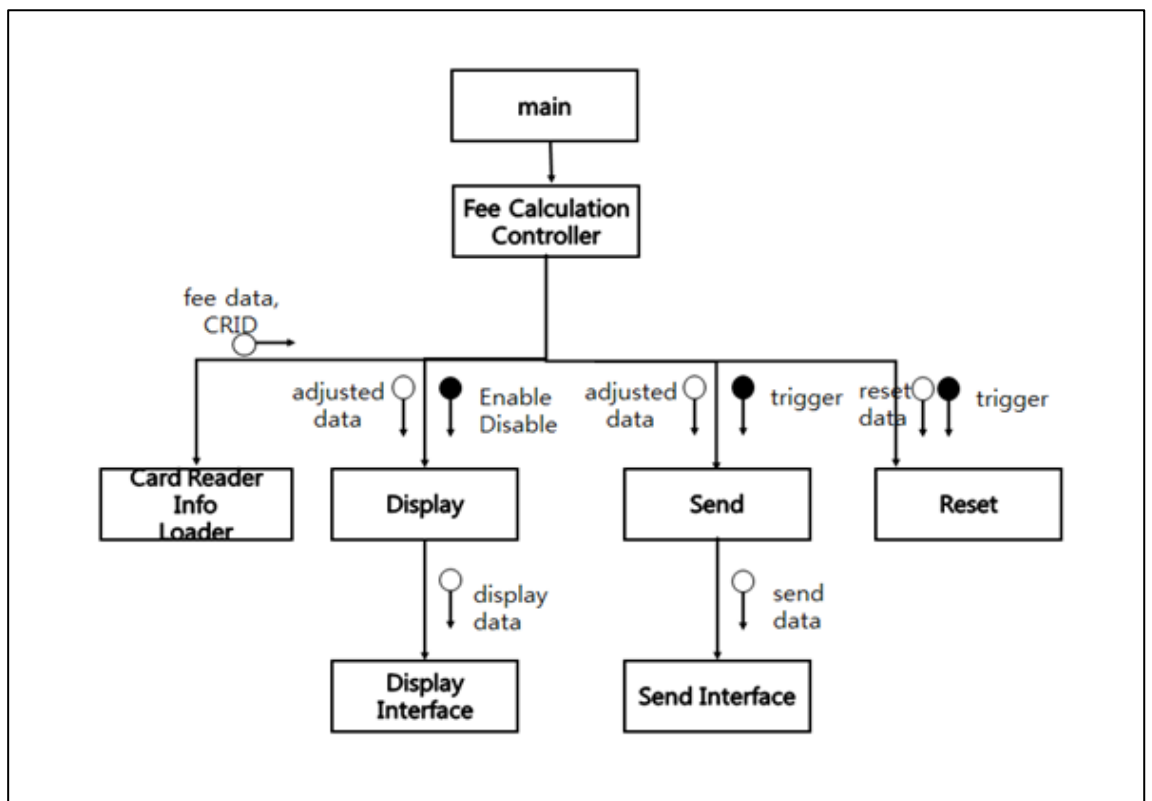 main
Fee Calculation
Controller
fee data,
CRID
adjusted
data
Enable
Disable
adjusted
data
trigger
reset
data
trigger
Card Reader
Info
Loader
Display
Send
Reset
display
data
send
data
Display
Interface
Send Interface